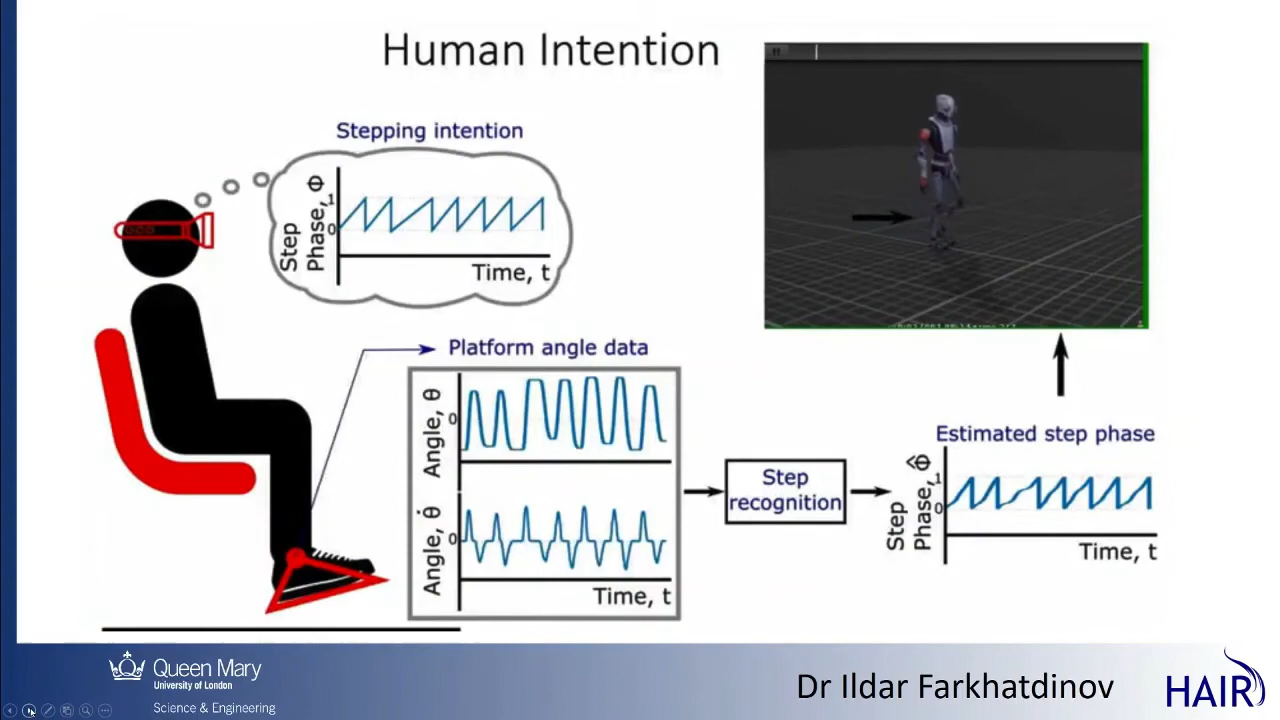 Human Intention
Stepping intention
Step
Phase, Φ
1
0
Time, t
Platform angle data
Angle, θ
0
Angle, θ̇
0
Time, t
Step
recognition
Estimated step phase
Step
Phase, Φ̂
1
0
Time, t
Queen Mary
University of London
Science & Engineering
Dr Ildar Farkhatdinov
HAIR